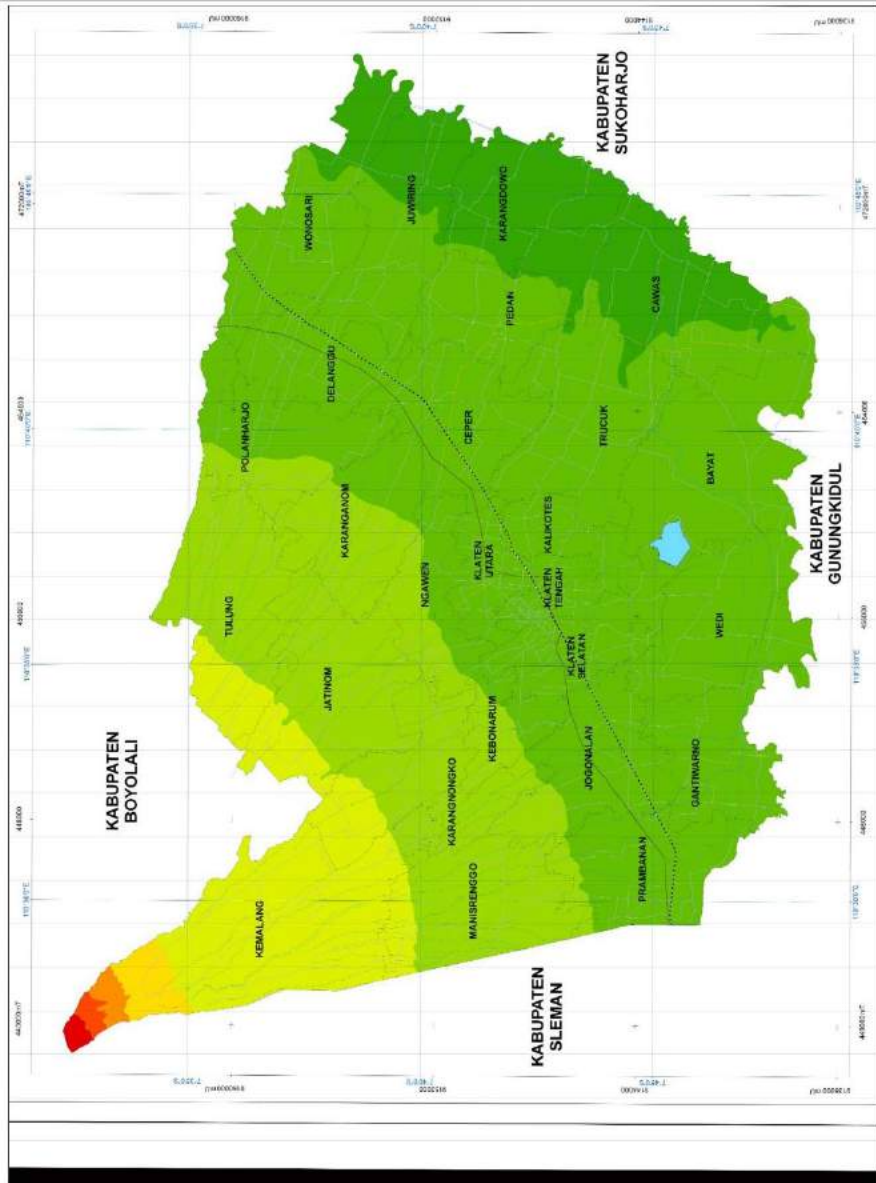 KABUPATEN
BOYOLALI
KABUPATEN
SUKOHARJO
KABUPATEN
SLEMAN
KABUPATEN
GUNUNGKIDUL
KEMALANG
MANISRENGGO
KARANGNONGKO
JATINOM
TULUNG
KEBONARUM
KARANGANOM
POLANHARJO
NGAWEN
DELANGGU
WONOSARI
JUWIRING
KARANGDOWO
PEDAN
CEPER
KLATEN
UTARA
KLATEN
TENGAH
KLATEN
SELATAN
KALIKOTES
TRUCUK
CAWAS
BAYAT
WEDI
JOGONALAN
GANTIWARNO
PRAMBANAN